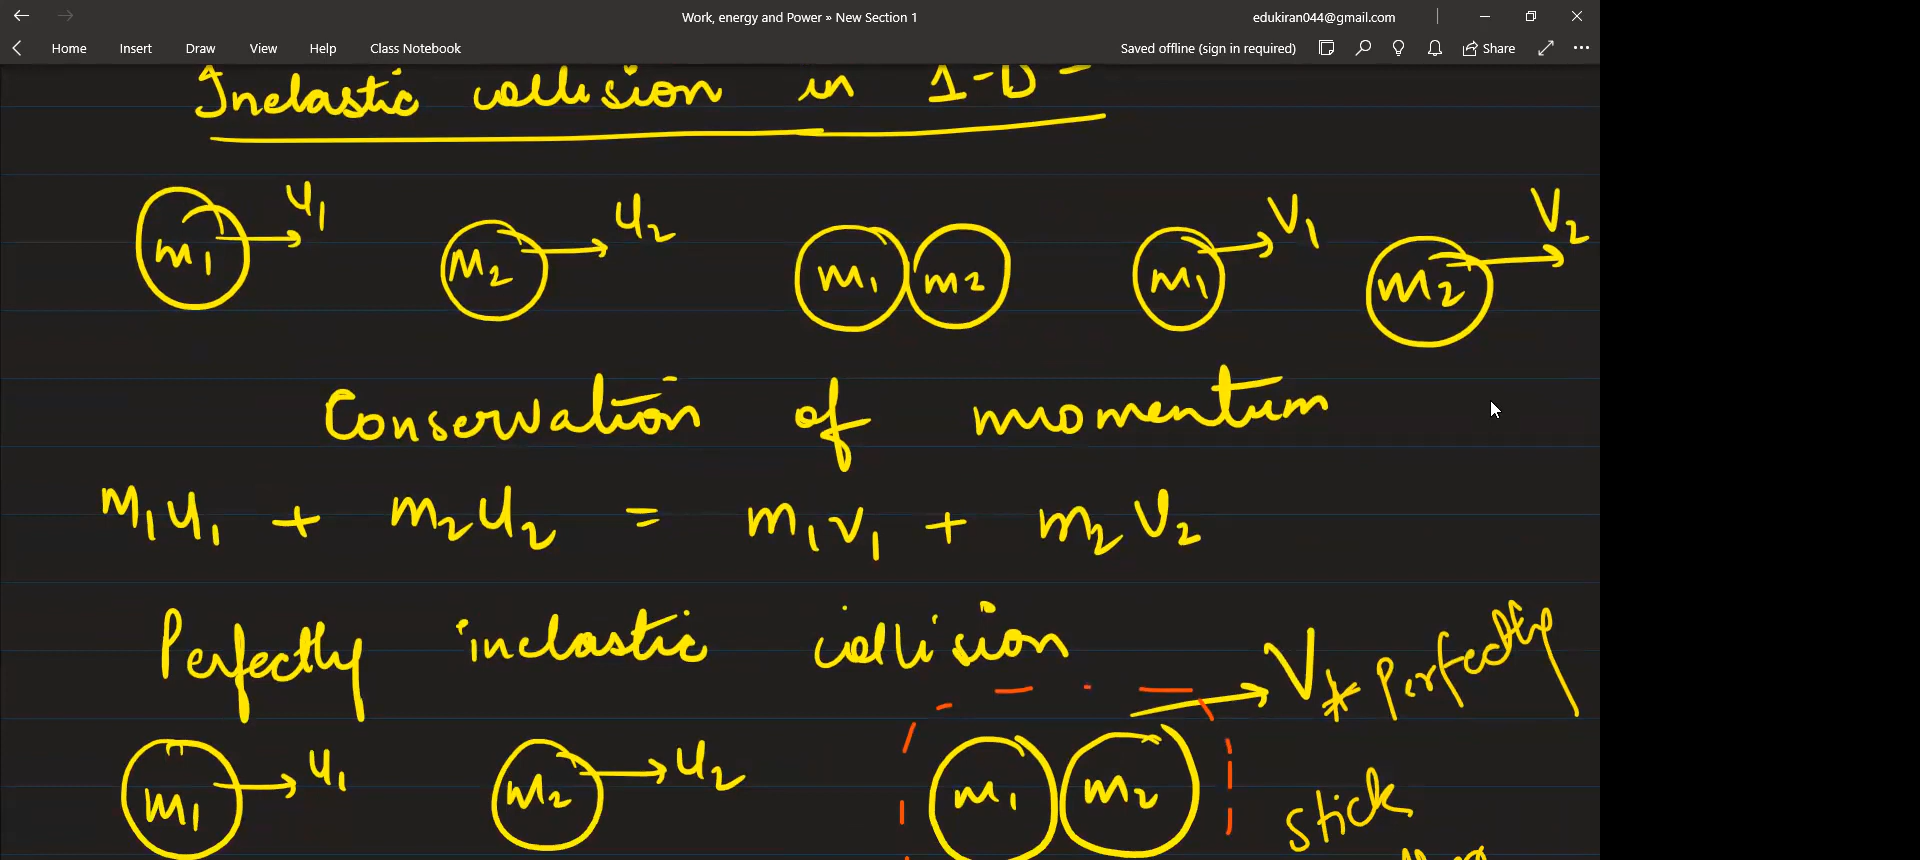 Work, energy and Power » New Section 1
edukiran044@gmail.com
Home Insert Draw View Help Class Notebook
Saved offline (sign in required) Share
Inelastic collision in 1-D
m1 u1 m2 u2 m1 m2 m1 V1 m2 V2
Conservation of momentum
m1u1 + m2u2 = m1v1 + m2v2
Perfectly inelastic collision
V * Perfectly
m1 u1 m2 u2 m1 m2
stick